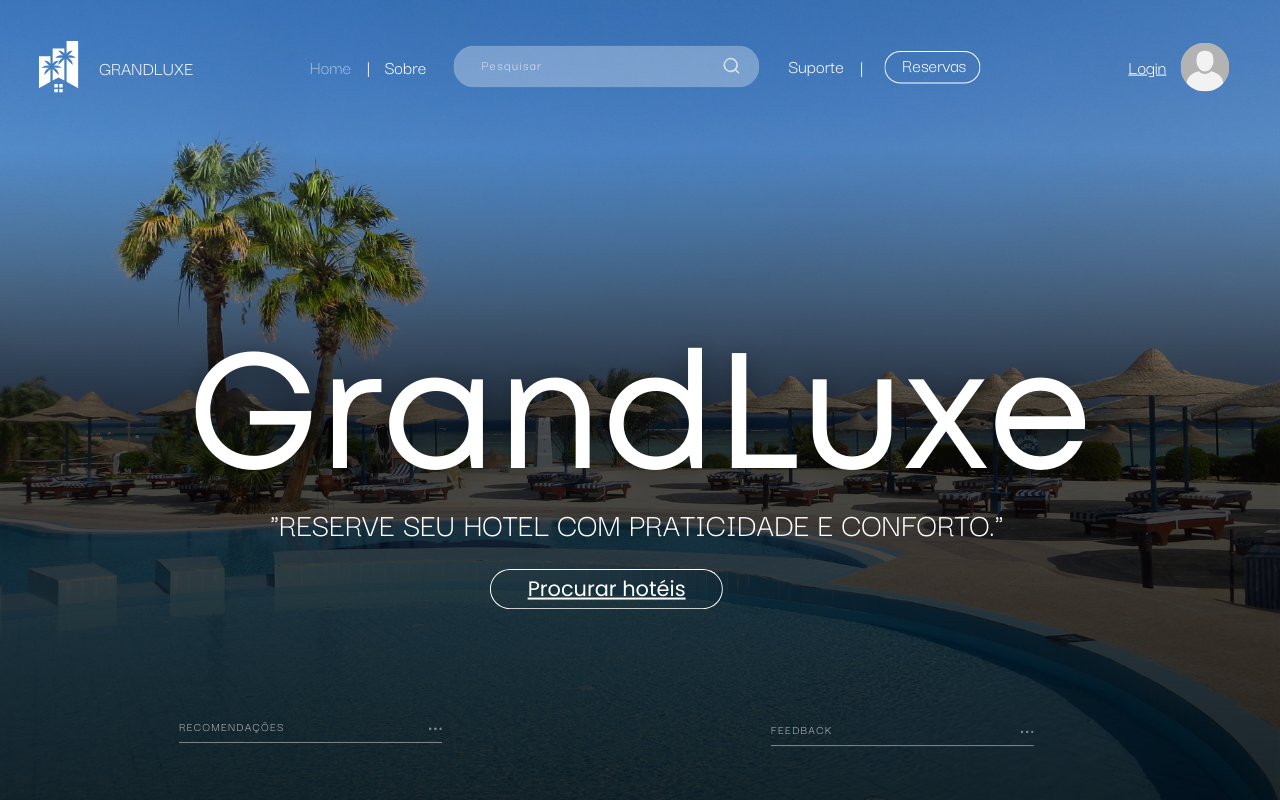 GRANDLUXE
Home | Sobre
Pesquisar
Suporte | Reservas
Login
GrandLuxe
"RESERVE SEU HOTEL COM PRATICIDADE E CONFORTO."
Procurar hotéis
RECOMENDAÇÕES ...
FEEDBACK ...